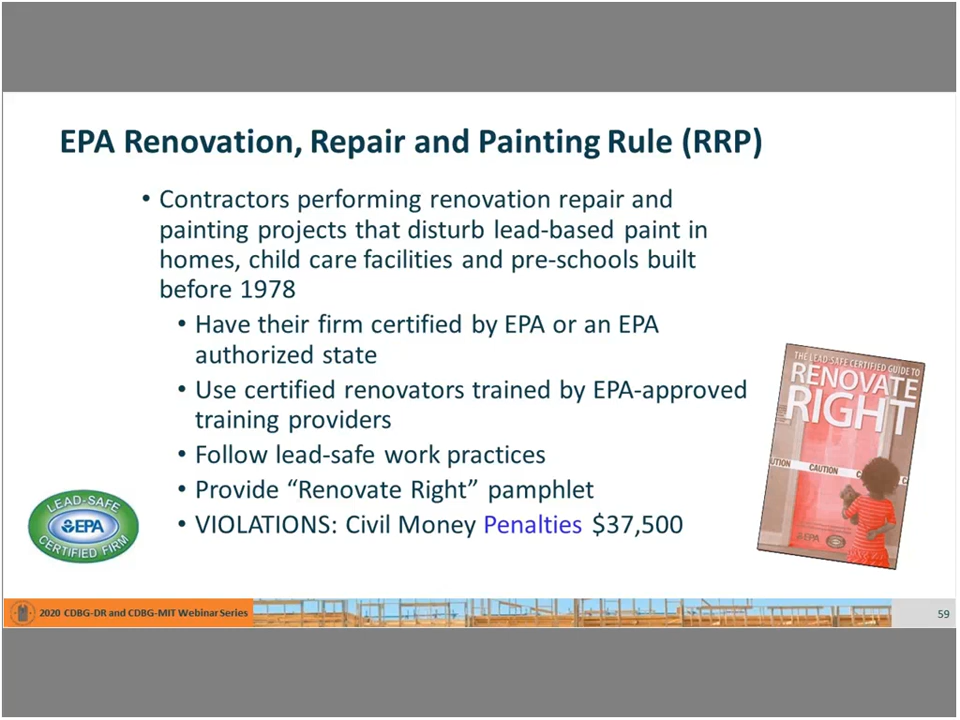 EPA Renovation, Repair and Painting Rule (RRP)
• Contractors performing renovation repair and
painting projects that disturb lead-based paint in
homes, child care facilities and pre-schools built
before 1978
• Have their firm certified by EPA or an EPA
authorized state
• Use certified renovators trained by EPA-approved
training providers
• Follow lead-safe work practices
• Provide “Renovate Right” pamphlet
• VIOLATIONS: Civil Money Penalties $37,500
LEAD-SAFE
EPA
CERTIFIED FIRM
THE LEAD-SAFE CERTIFIED GUIDE TO
RENOVATE
RIGHT
UTION CAUTION C
EPA
2020 CDBG-DR and CDBG-MIT Webinar Series
59